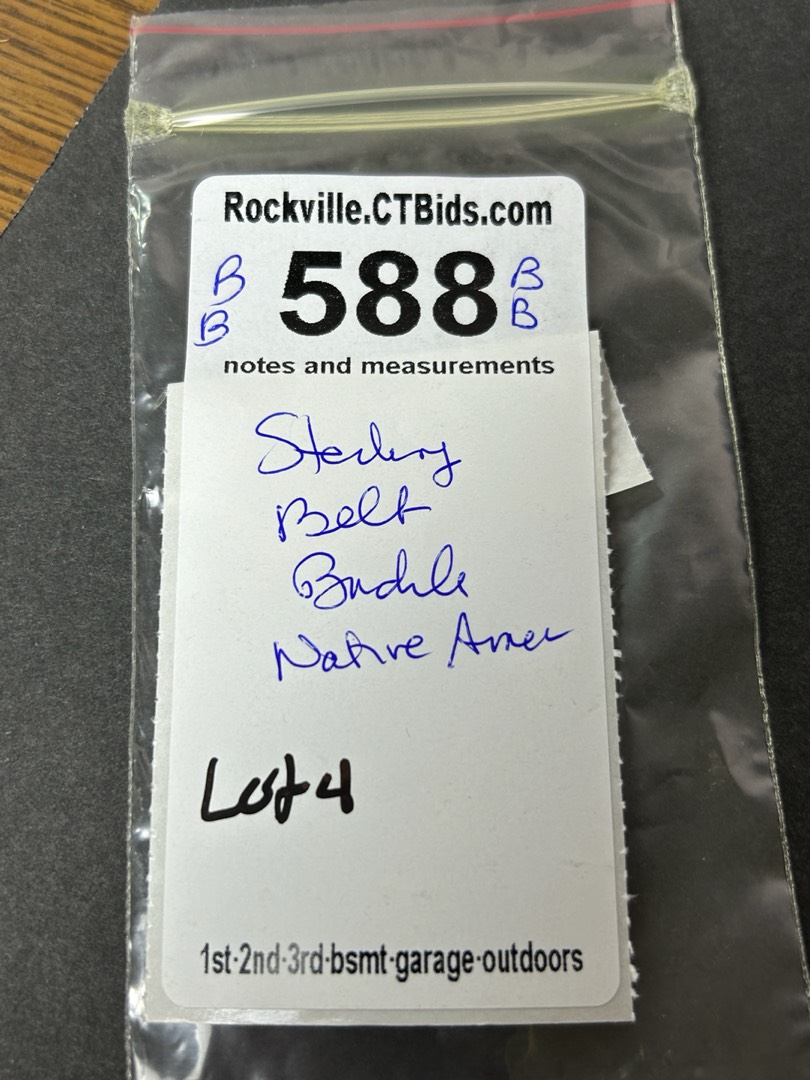 Rockville.CTBids.com
B 588 B
B B
notes and measurements
Sterling
Belt
Buckle
Native Amer
Lot 4
1st·2nd·3rd·bsmt·garage·outdoors